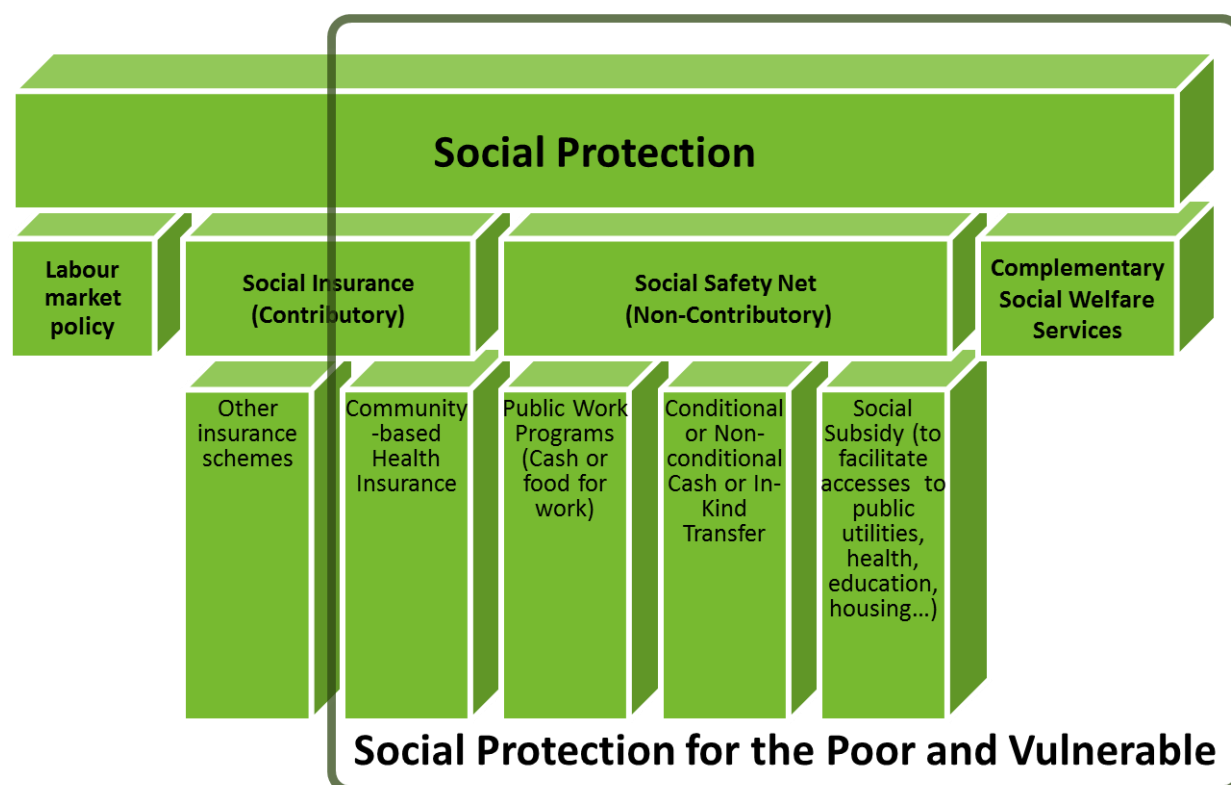 Social Protection
Labour
market
policy
Social Insurance
(Contributory)
Social Safety Net
(Non-Contributory)
Complementary
Social Welfare
Services
Other
insurance
schemes
Community
-based
Health
Insurance
Public Work
Programs
(Cash or
food for
work)
Conditional
or Non-
conditional
Cash or In-
Kind
Transfer
Social
Subsidy (to
facilitate
accesses to
public
utilities,
health,
education,
housing…)
Social Protection for the Poor and Vulnerable